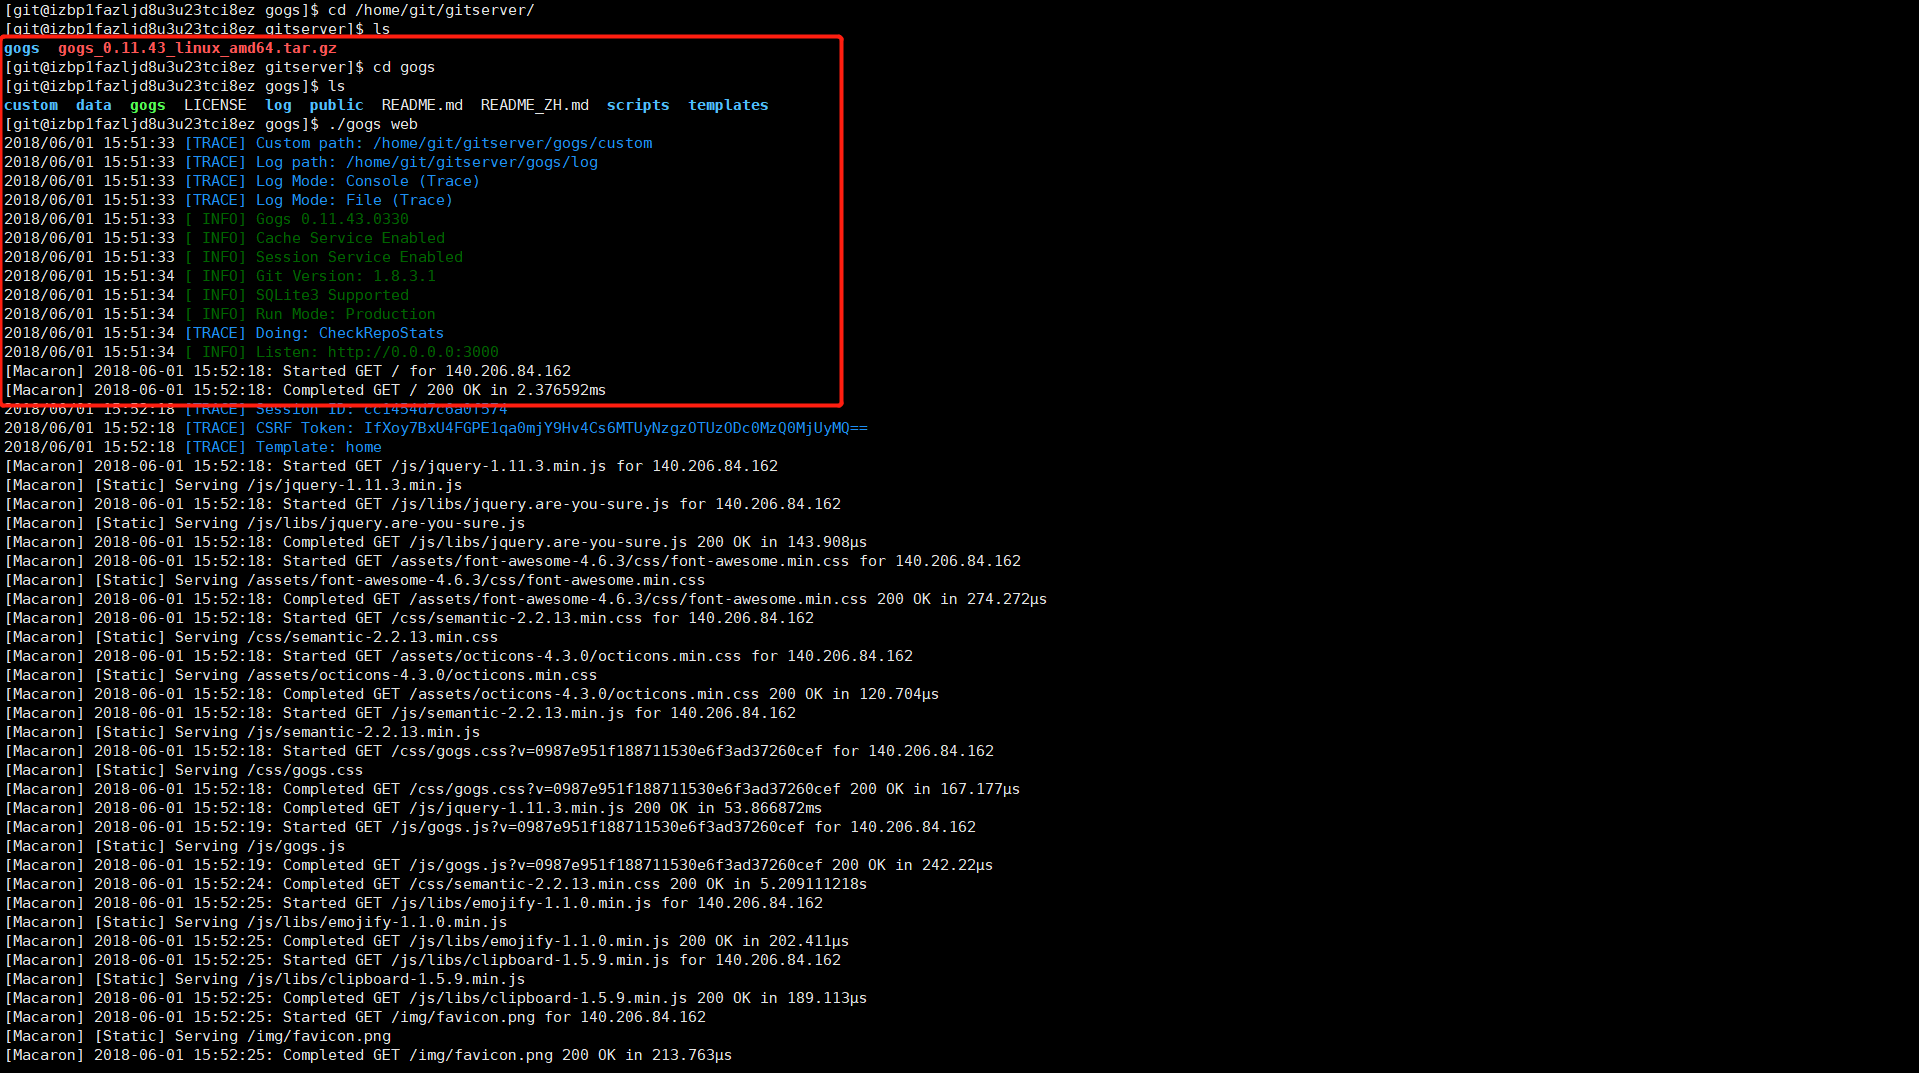 [git@izbp1fazljd8u3u23tci8ez gogs]$ cd /home/git/gitserver/
[git@izbp1fazljd8u3u23tci8ez gitserver]$ ls
gogs  gogs_0.11.43_linux_amd64.tar.gz
[git@izbp1fazljd8u3u23tci8ez gitserver]$ cd gogs
[git@izbp1fazljd8u3u23tci8ez gogs]$ ls
custom  data  gogs  LICENSE  log  public  README.md  README_ZH.md  scripts  templates
[git@izbp1fazljd8u3u23tci8ez gogs]$ ./gogs web
2018/06/01 15:51:33 [TRACE] Custom path: /home/git/gitserver/gogs/custom
2018/06/01 15:51:33 [TRACE] Log path: /home/git/gitserver/gogs/log
2018/06/01 15:51:33 [TRACE] Log Mode: Console (Trace)
2018/06/01 15:51:33 [TRACE] Log Mode: File (Trace)
2018/06/01 15:51:33 [ INFO] Gogs 0.11.43.0330
2018/06/01 15:51:33 [ INFO] Cache Service Enabled
2018/06/01 15:51:33 [ INFO] Session Service Enabled
2018/06/01 15:51:34 [ INFO] Git Version: 1.8.3.1
2018/06/01 15:51:34 [ INFO] SQLite3 Supported
2018/06/01 15:51:34 [ INFO] Run Mode: Production
2018/06/01 15:51:34 [TRACE] Doing: CheckRepoStats
2018/06/01 15:51:34 [ INFO] Listen: http://0.0.0.0:3000
[Macaron] 2018-06-01 15:52:18: Started GET / for 140.206.84.162
[Macaron] 2018-06-01 15:52:18: Completed GET / 200 OK in 2.376592ms
2018/06/01 15:52:18 [TRACE] Session ID: cc1454d7c6a0f574
2018/06/01 15:52:18 [TRACE] CSRF Token: IfXoy7BxU4FGPE1qa0mjY9Hv4Cs6MTUyNzgzOTUzODc0MzQ0MjUyMQ==
2018/06/01 15:52:18 [TRACE] Template: home
[Macaron] 2018-06-01 15:52:18: Started GET /js/jquery-1.11.3.min.js for 140.206.84.162
[Macaron] [Static] Serving /js/jquery-1.11.3.min.js
[Macaron] 2018-06-01 15:52:18: Started GET /js/libs/jquery.are-you-sure.js for 140.206.84.162
[Macaron] [Static] Serving /js/libs/jquery.are-you-sure.js
[Macaron] 2018-06-01 15:52:18: Completed GET /js/libs/jquery.are-you-sure.js 200 OK in 143.908µs
[Macaron] 2018-06-01 15:52:18: Started GET /assets/font-awesome-4.6.3/css/font-awesome.min.css for 140.206.84.162
[Macaron] [Static] Serving /assets/font-awesome-4.6.3/css/font-awesome.min.css
[Macaron] 2018-06-01 15:52:18: Completed GET /assets/font-awesome-4.6.3/css/font-awesome.min.css 200 OK in 274.272µs
[Macaron] 2018-06-01 15:52:18: Started GET /css/semantic-2.2.13.min.css for 140.206.84.162
[Macaron] [Static] Serving /css/semantic-2.2.13.min.css
[Macaron] 2018-06-01 15:52:18: Started GET /assets/octicons-4.3.0/octicons.min.css for 140.206.84.162
[Macaron] [Static] Serving /assets/octicons-4.3.0/octicons.min.css
[Macaron] 2018-06-01 15:52:18: Completed GET /assets/octicons-4.3.0/octicons.min.css 200 OK in 120.704µs
[Macaron] 2018-06-01 15:52:18: Started GET /js/semantic-2.2.13.min.js for 140.206.84.162
[Macaron] [Static] Serving /js/semantic-2.2.13.min.js
[Macaron] 2018-06-01 15:52:18: Started GET /css/gogs.css?v=0987e951f188711530e6f3ad37260cef for 140.206.84.162
[Macaron] [Static] Serving /css/gogs.css
[Macaron] 2018-06-01 15:52:18: Completed GET /css/gogs.css?v=0987e951f188711530e6f3ad37260cef 200 OK in 167.177µs
[Macaron] 2018-06-01 15:52:18: Completed GET /js/jquery-1.11.3.min.js 200 OK in 53.866872ms
[Macaron] 2018-06-01 15:52:19: Started GET /js/gogs.js?v=0987e951f188711530e6f3ad37260cef for 140.206.84.162
[Macaron] [Static] Serving /js/gogs.js
[Macaron] 2018-06-01 15:52:19: Completed GET /js/gogs.js?v=0987e951f188711530e6f3ad37260cef 200 OK in 242.22µs
[Macaron] 2018-06-01 15:52:24: Completed GET /css/semantic-2.2.13.min.css 200 OK in 5.209111218s
[Macaron] 2018-06-01 15:52:25: Started GET /js/libs/emojify-1.1.0.min.js for 140.206.84.162
[Macaron] [Static] Serving /js/libs/emojify-1.1.0.min.js
[Macaron] 2018-06-01 15:52:25: Completed GET /js/libs/emojify-1.1.0.min.js 200 OK in 202.411µs
[Macaron] 2018-06-01 15:52:25: Started GET /js/libs/clipboard-1.5.9.min.js for 140.206.84.162
[Macaron] [Static] Serving /js/libs/clipboard-1.5.9.min.js
[Macaron] 2018-06-01 15:52:25: Completed GET /js/libs/clipboard-1.5.9.min.js 200 OK in 189.113µs
[Macaron] 2018-06-01 15:52:25: Started GET /img/favicon.png for 140.206.84.162
[Macaron] [Static] Serving /img/favicon.png
[Macaron] 2018-06-01 15:52:25: Completed GET /img/favicon.png 200 OK in 213.763µs